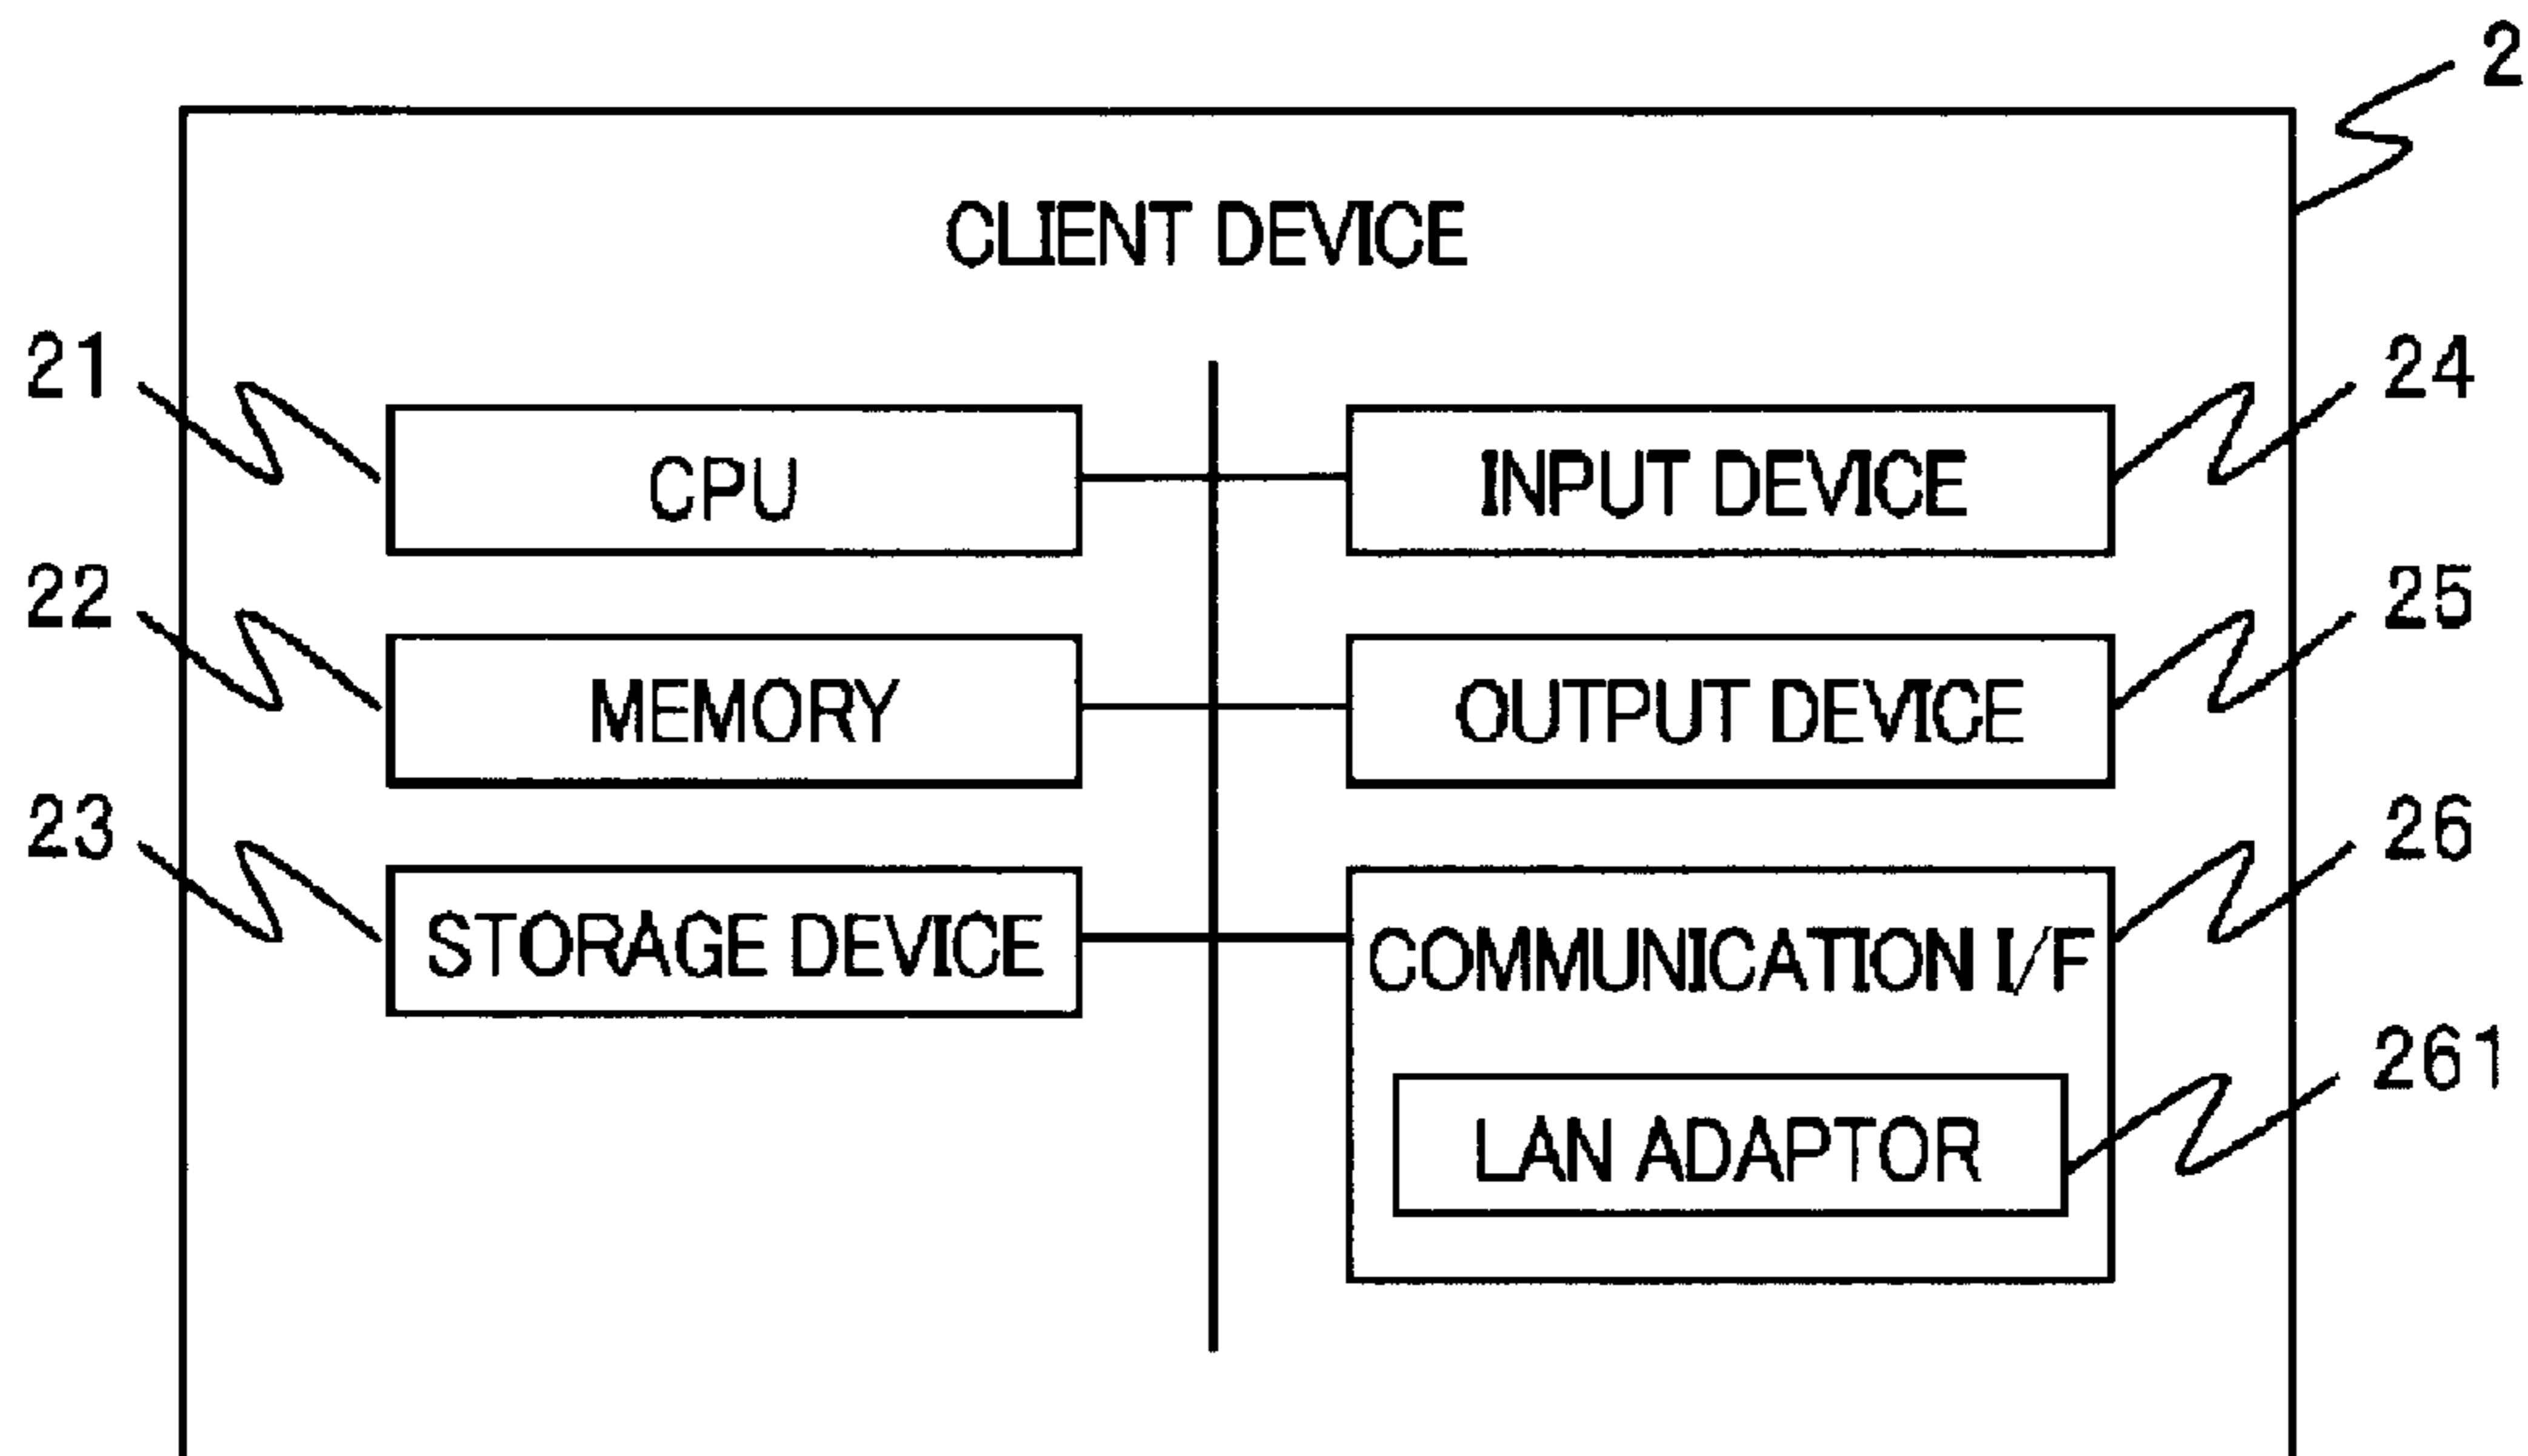 2
CLIENT DEVICE
21
CPU
INPUT DEVICE
24
22
MEMORY
OUTPUT DEVICE
25
23
STORAGE DEVICE
COMMUNICATION I/F
26
LAN ADAPTOR
261